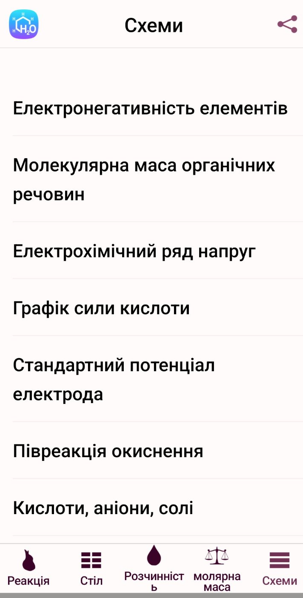 H₂O
Схеми
Електронегативність елементів
Молекулярна маса органічних
речовин
Електрохімічний ряд напруг
Графік сили кислоти
Стандартний потенціал
електрода
Півреакція окиснення
Кислоти, аніони, солі
Реакція
Стіл
Розчинніст
ь
молярна
маса
Схеми